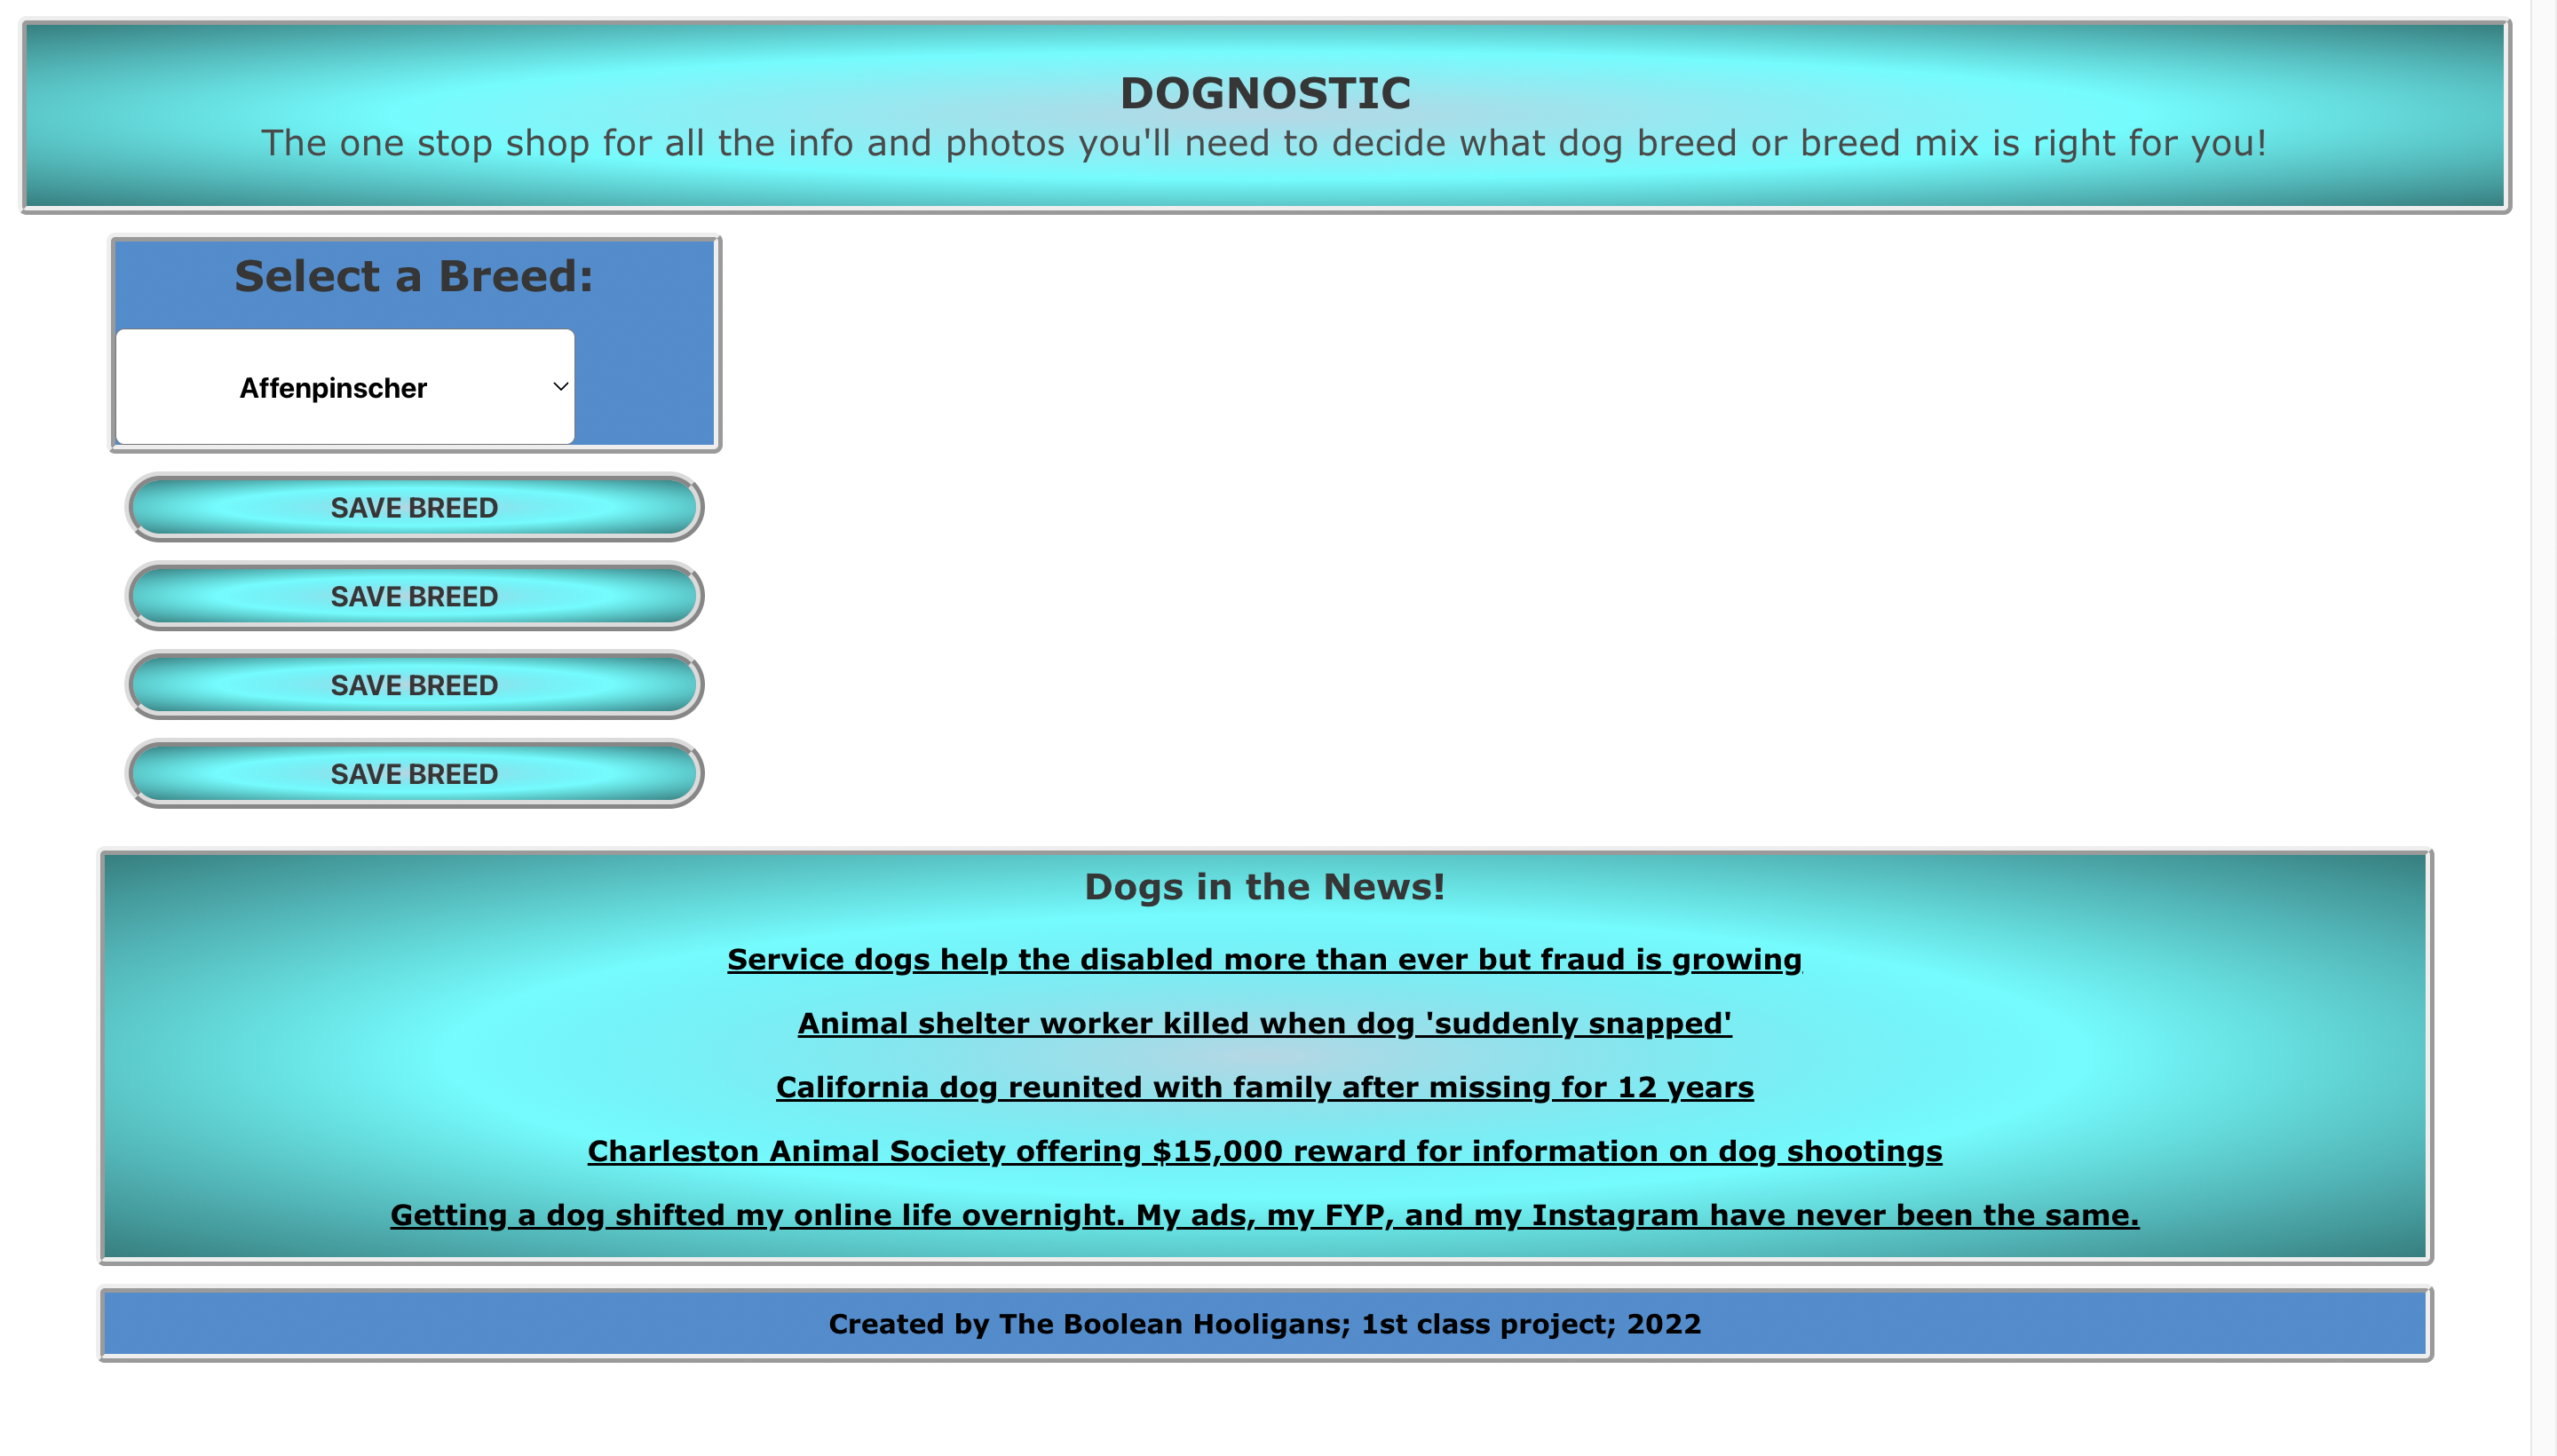 DOGNOSTIC
The one stop shop for all the info and photos you'll need to decide what dog breed or breed mix is right for you!
Select a Breed:
Affenpinscher
SAVE BREED
SAVE BREED
SAVE BREED
SAVE BREED
Dogs in the News!
Service dogs help the disabled more than ever but fraud is growing
Animal shelter worker killed when dog 'suddenly snapped'
California dog reunited with family after missing for 12 years
Charleston Animal Society offering $15,000 reward for information on dog shootings
Getting a dog shifted my online life overnight. My ads, my FYP, and my Instagram have never been the same.
Created by The Boolean Hooligans; 1st class project; 2022